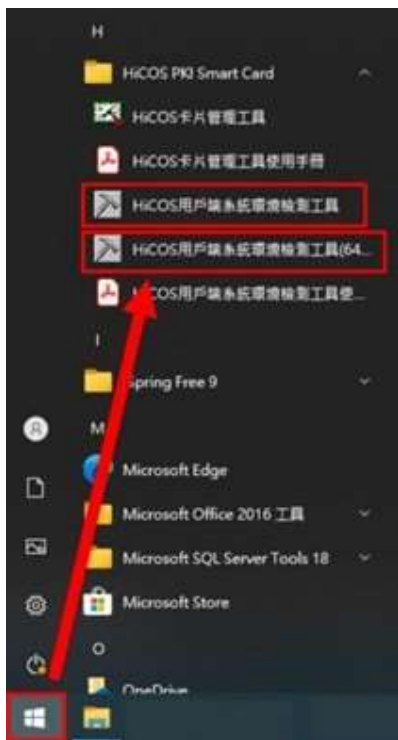 H
HiCOS PKI Smart Card
HiCOS卡片管理工具
HiCOS卡片管理工具使用手冊
HiCOS用戶端系統環境檢測工具
HiCOS用戶端系統環境檢測工具(64...
HiCOS用戶端系統環境檢測工具使...
I
Spring Free 9
M
Microsoft Edge
Microsoft Office 2016 工具
Microsoft SQL Server Tools 18
Microsoft Store
O
OneDrive